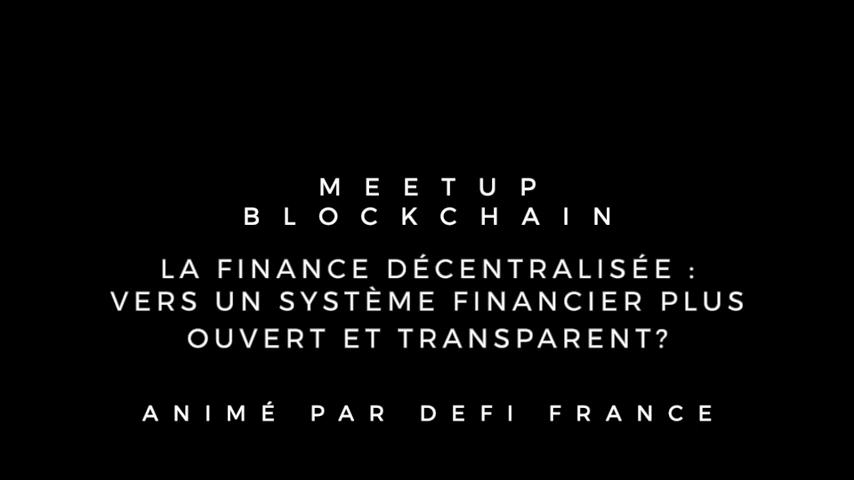 MEETUP
BLOCKCHAIN
LA FINANCE DÉCENTRALISÉE :
VERS UN SYSTÈME FINANCIER PLUS
OUVERT ET TRANSPARENT?
ANIMÉ PAR DEFI FRANCE